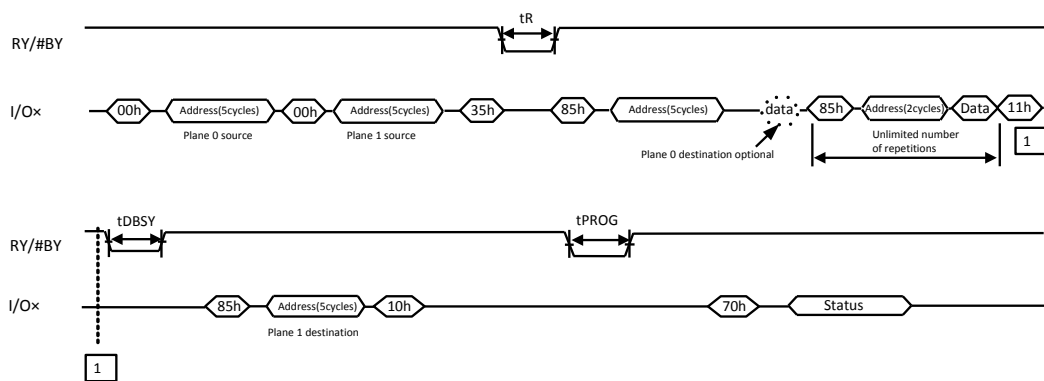 tR
RY/#BY
I/O×
00h Address(5cycles) 00h Address(5cycles) 35h 85h Address(5cycles) data 85h Address(2cycles) Data 11h
Plane 0 source Plane 1 source
Plane 0 destination optional
Unlimited number
of repetitions
1
tDBSY tPROG
RY/#BY
I/O×
85h Address(5cycles) 10h 70h Status
Plane 1 destination
1